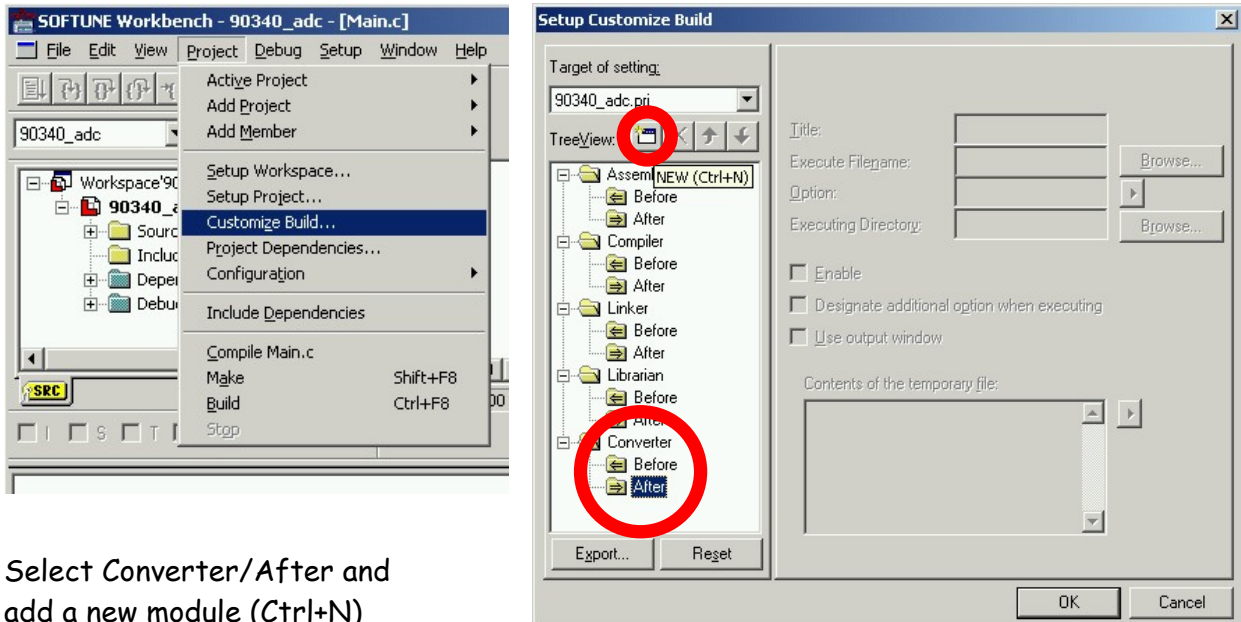 SOFTUNE Workbench - 90340_adc - [Main.c]
File Edit View Project Debug Setup Window Help
90340_adc
Workspace'90
90340_a
Sourc
Includ
Deper
Debu
SRC
I S T
Active Project
Add Project
Add Member
Setup Workspace...
Setup Project...
Customize Build...
Project Dependencies...
Configuration
Include Dependencies
Compile Main.c
Make Shift+F8
Build Ctrl+F8
Stop
Select Converter/After and
add a new module (Ctrl+N)
Setup Customize Build
Target of setting:
90340_adc.prj
TreeView:
NEW (Ctrl+N)
Assembl
Before
After
Compiler
Before
After
Linker
Before
After
Librarian
Before
After
Converter
Before
After
Export... Reset
Title:
Execute Filename: Browse...
Option:
Executing Directory: Browse...
Enable
Designate additional option when executing
Use output window
Contents of the temporary file:
OK Cancel